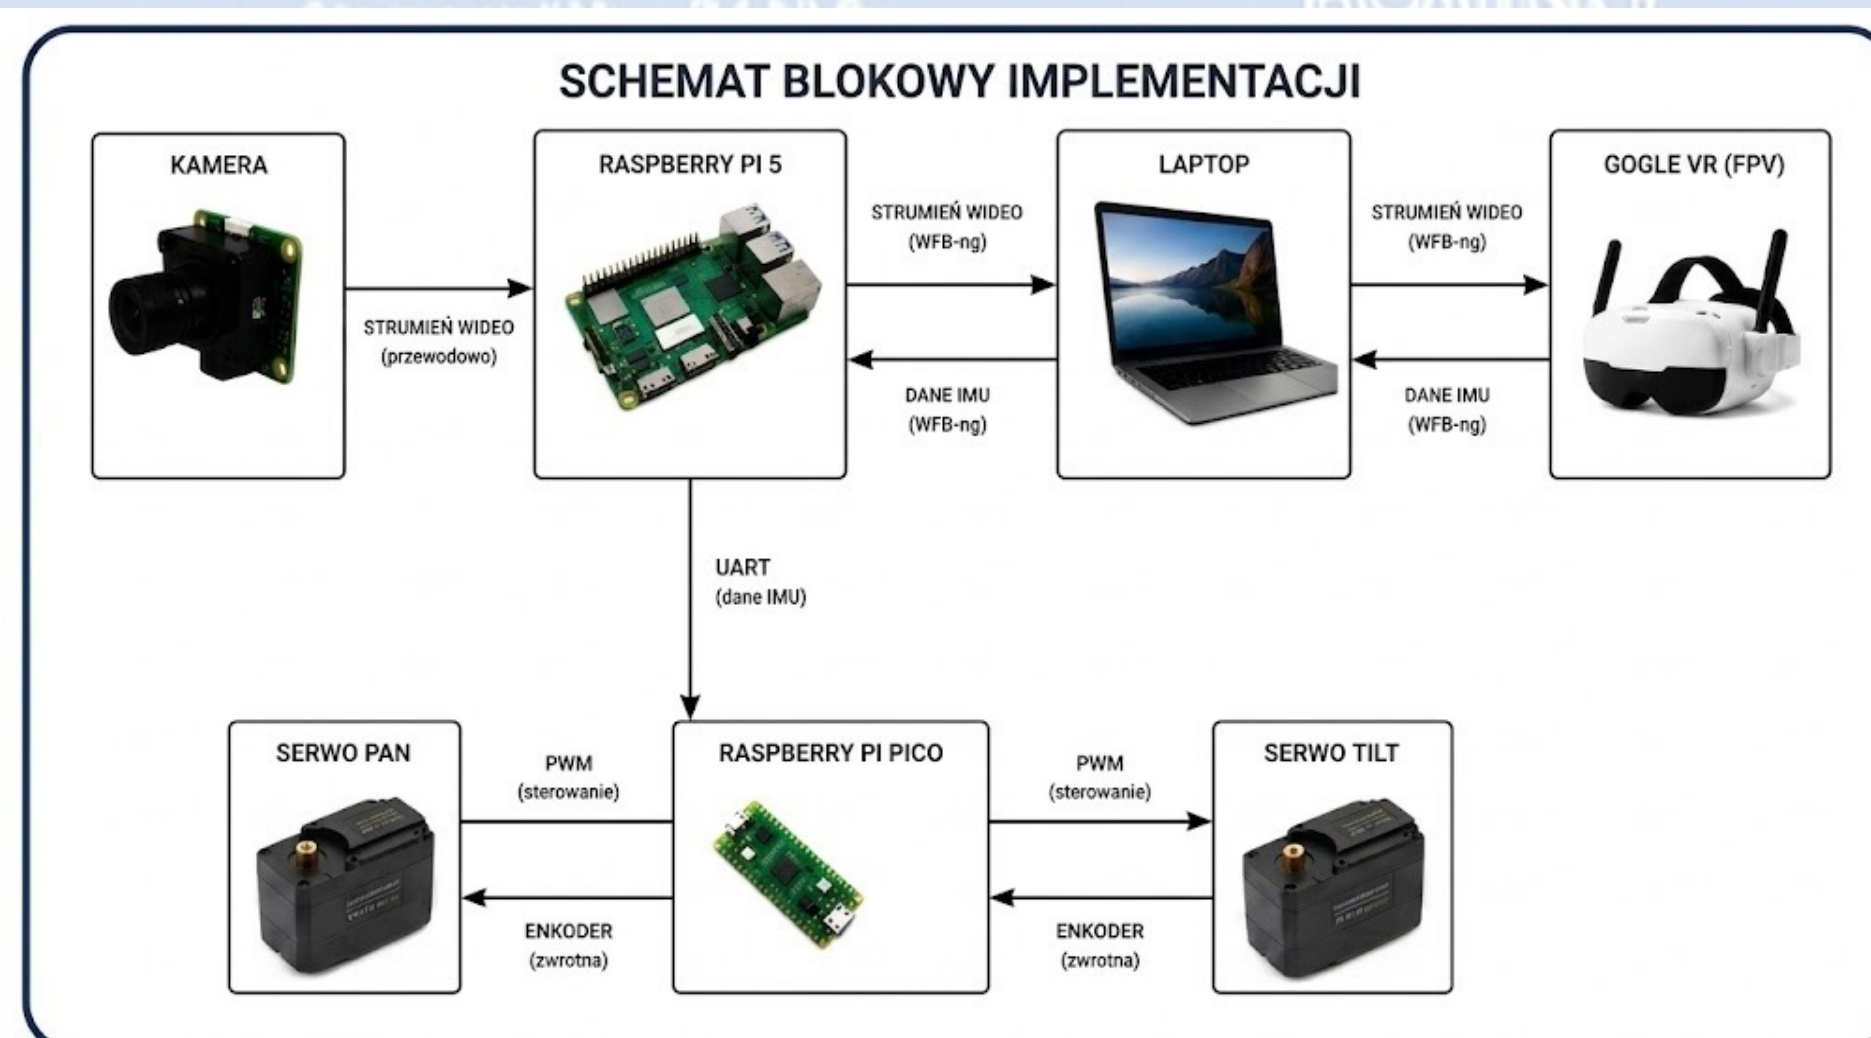 SCHEMAT BLOKOWY IMPLEMENTACJI
KAMERA
STRUMIEŃ WIDEO
(przewodowo)
RASPBERRY PI 5
STRUMIEŃ WIDEO
(WFB-ng)
DANE IMU
(WFB-ng)
LAPTOP
STRUMIEŃ WIDEO
(WFB-ng)
DANE IMU
(WFB-ng)
GOGLE VR (FPV)
UART
(dane IMU)
SERWO PAN
PWM
(sterowanie)
ENKODER
(zwrotna)
RASPBERRY PI PICO
PWM
(sterowanie)
ENKODER
(zwrotna)
SERWO TILT